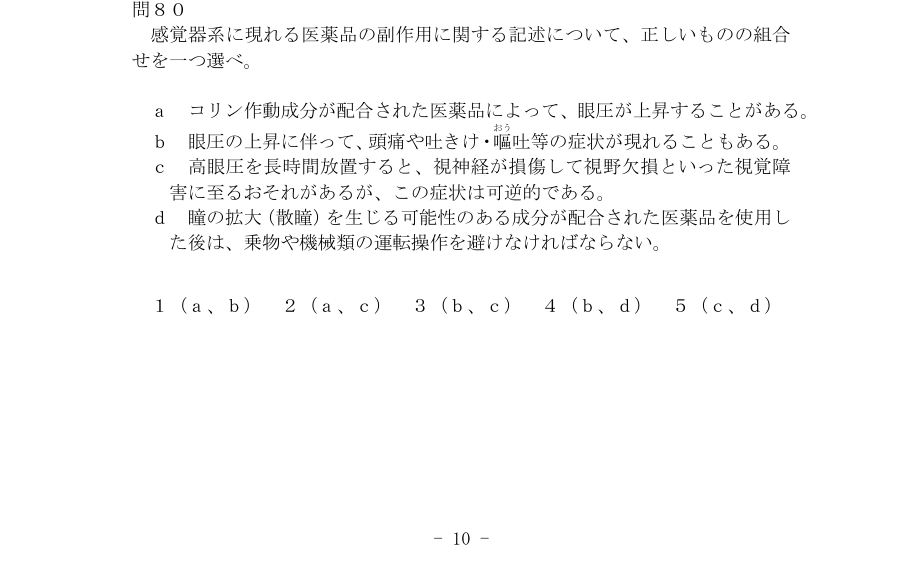 問８０
感覚器系に現れる医薬品の副作用に関する記述について、正しいものの組合
せを一つ選べ。
ａ　コリン作動成分が配合された医薬品によって、眼圧が上昇することがある。
おう
ｂ　眼圧の上昇に伴って、頭痛や吐きけ・嘔吐等の症状が現れることもある。
ｃ　高眼圧を長時間放置すると、視神経が損傷して視野欠損といった視覚障
害に至るおそれがあるが、この症状は可逆的である。
ｄ　瞳の拡大（散瞳）を生じる可能性のある成分が配合された医薬品を使用し
た後は、乗物や機械類の運転操作を避けなければならない。
１（ａ、ｂ）　２（ａ、ｃ）　３（ｂ、ｃ）　４（ｂ、ｄ）　５（ｃ、ｄ）
- 10 -